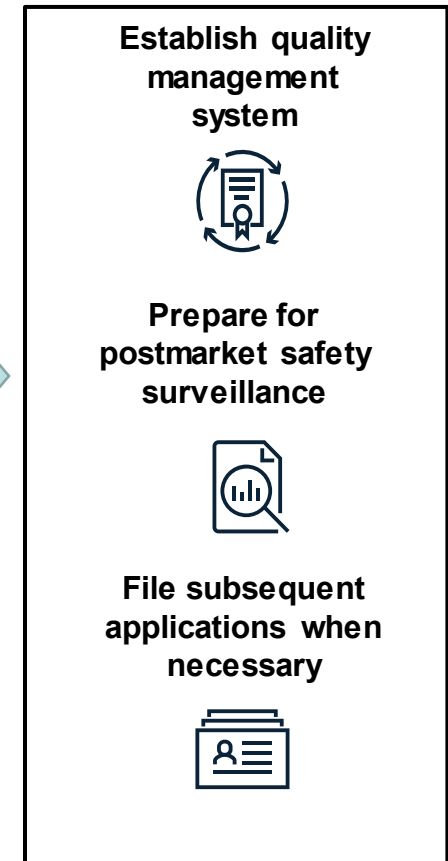 Establish quality
management
system
Prepare for
postmarket safety
surveillance
File subsequent
applications when
necessary